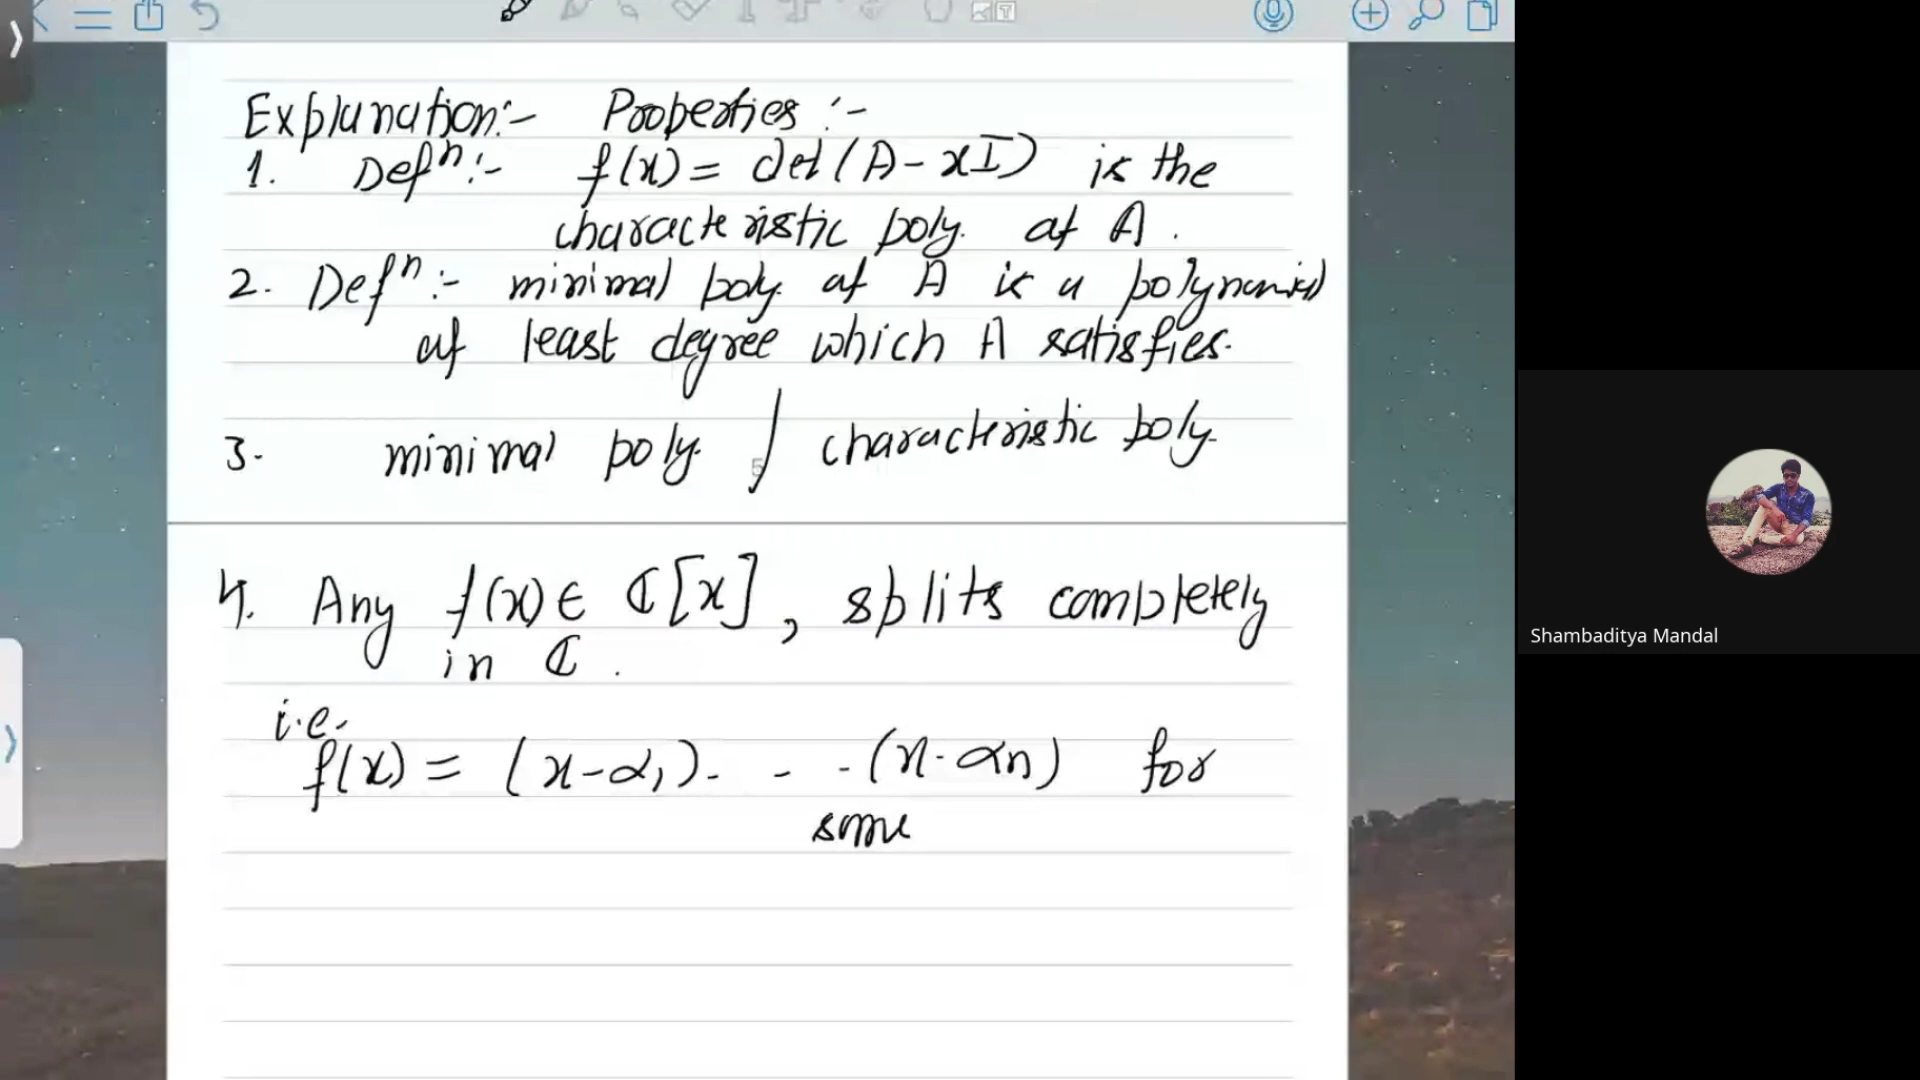 Explanation:- Properties :-
1. Defⁿ:- f(x) = det(A-xI) is the
characteristic poly. of A.
2. Defⁿ:- minimal poly of A is a polynomial
of least degree which A satisfies.
3. minimal poly. / characteristic poly.
5
4. Any f(x) ∈ ℂ[x], splits completely
in ℂ.
i.e.
f(x) = (x-α₁). - - -(x-αn) for
some
Shambaditya Mandal